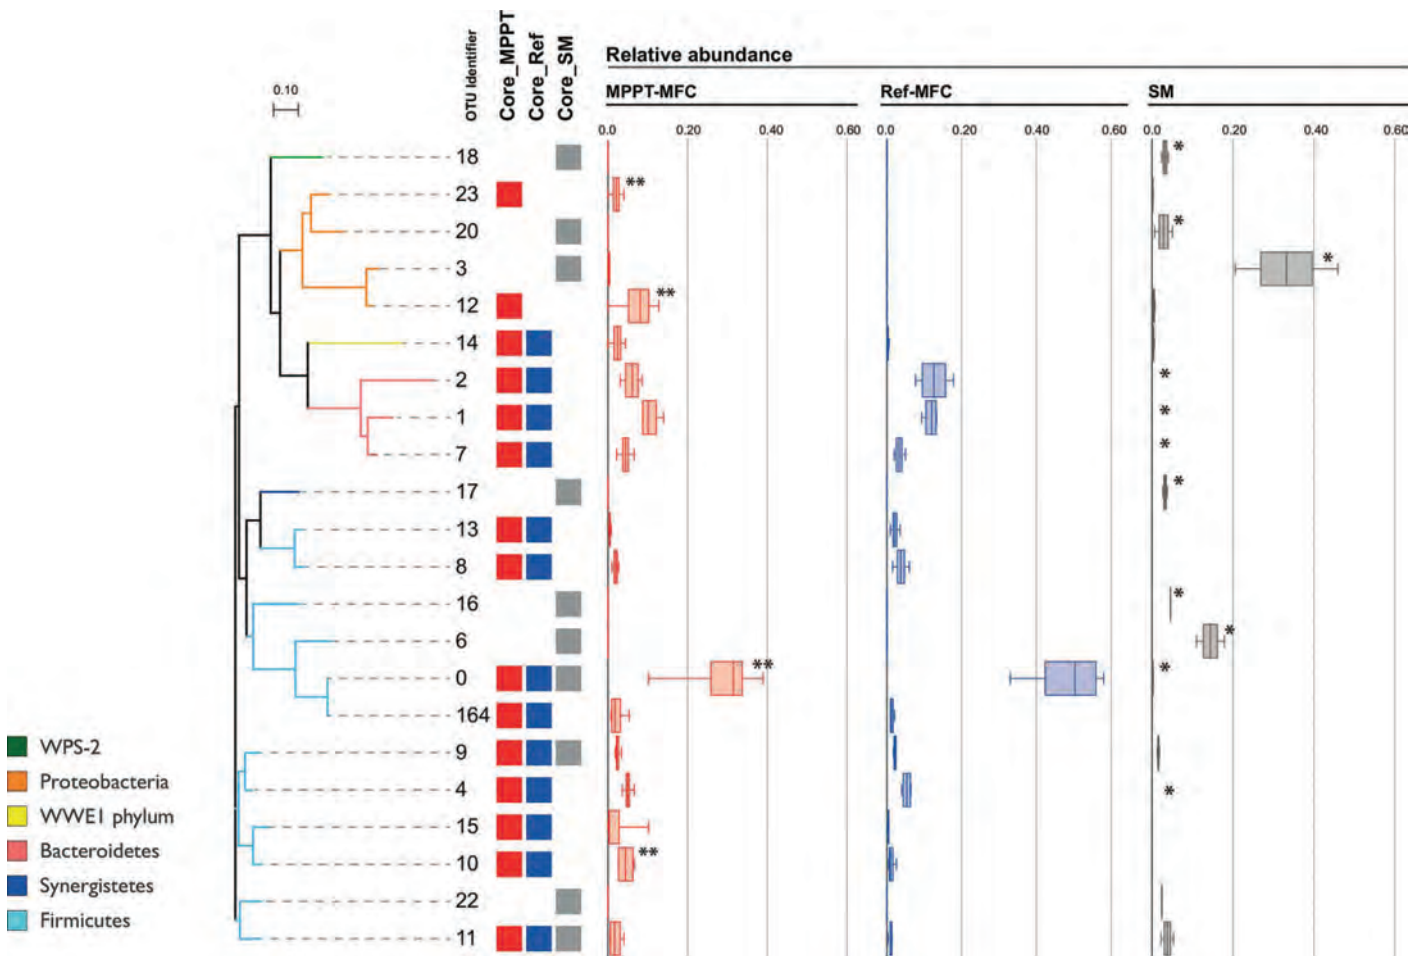 OTU Identifier
Core_MPPT
Core_Ref
Core_SM
Relative abundance
MPPT-MFC
Ref-MFC
SM
0.10
0.0 0.20 0.40 0.60
0.0 0.20 0.40 0.60
0.0 0.20 0.40 0.60
18 *
23 **
20 *
3 *
12 **
14
2 *
1 *
7 *
17 *
13
8
16 *
6 *
0 ** *
164
9
4 *
15
10 **
22
11
WPS-2
Proteobacteria
WWE1 phylum
Bacteroidetes
Synergistetes
Firmicutes